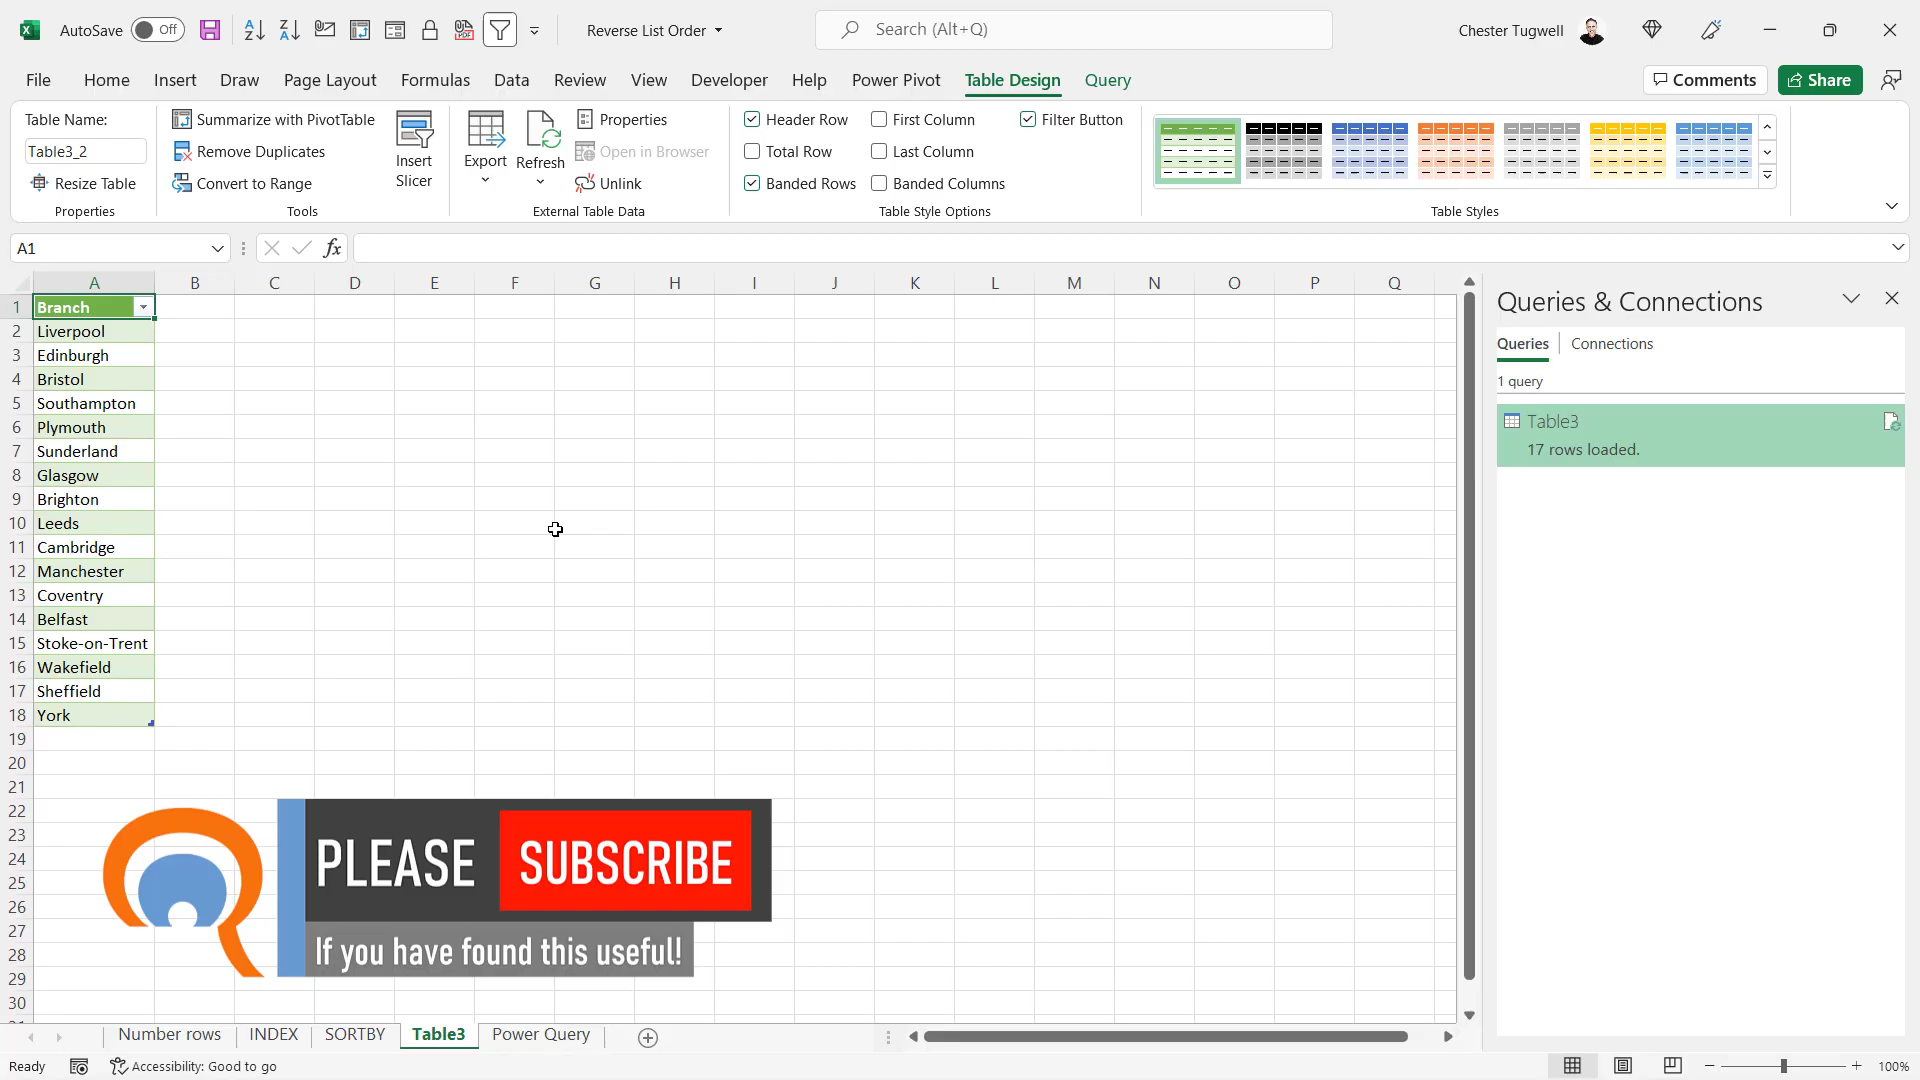 AutoSave Off Reverse List Order Search (Alt+Q) Chester Tugwell
File Home Insert Draw Page Layout Formulas Data Review View Developer Help Power Pivot Table Design Query Comments Share
Table Name:
Table3_2
Resize Table
Properties
Summarize with PivotTable
Remove Duplicates
Convert to Range
Tools
Insert
Slicer
Export
Refresh
Properties
Open in Browser
Unlink
External Table Data
Header Row First Column Filter Button
Total Row Last Column
Banded Rows Banded Columns
Table Style Options
Table Styles
A1 fx
A B C D E F G H I J K L M N O P Q
1 Branch
2 Liverpool
3 Edinburgh
4 Bristol
5 Southampton
6 Plymouth
7 Sunderland
8 Glasgow
9 Brighton
10 Leeds
11 Cambridge
12 Manchester
13 Coventry
14 Belfast
15 Stoke-on-Trent
16 Wakefield
17 Sheffield
18 York
19
20
21
22
23
24
25
26
27
28
29
30
PLEASE SUBSCRIBE
If you have found this useful!
Queries & Connections
Queries Connections
1 query
Table3
17 rows loaded.
Number rows INDEX SORTBY Table3 Power Query
Ready Accessibility: Good to go 100%